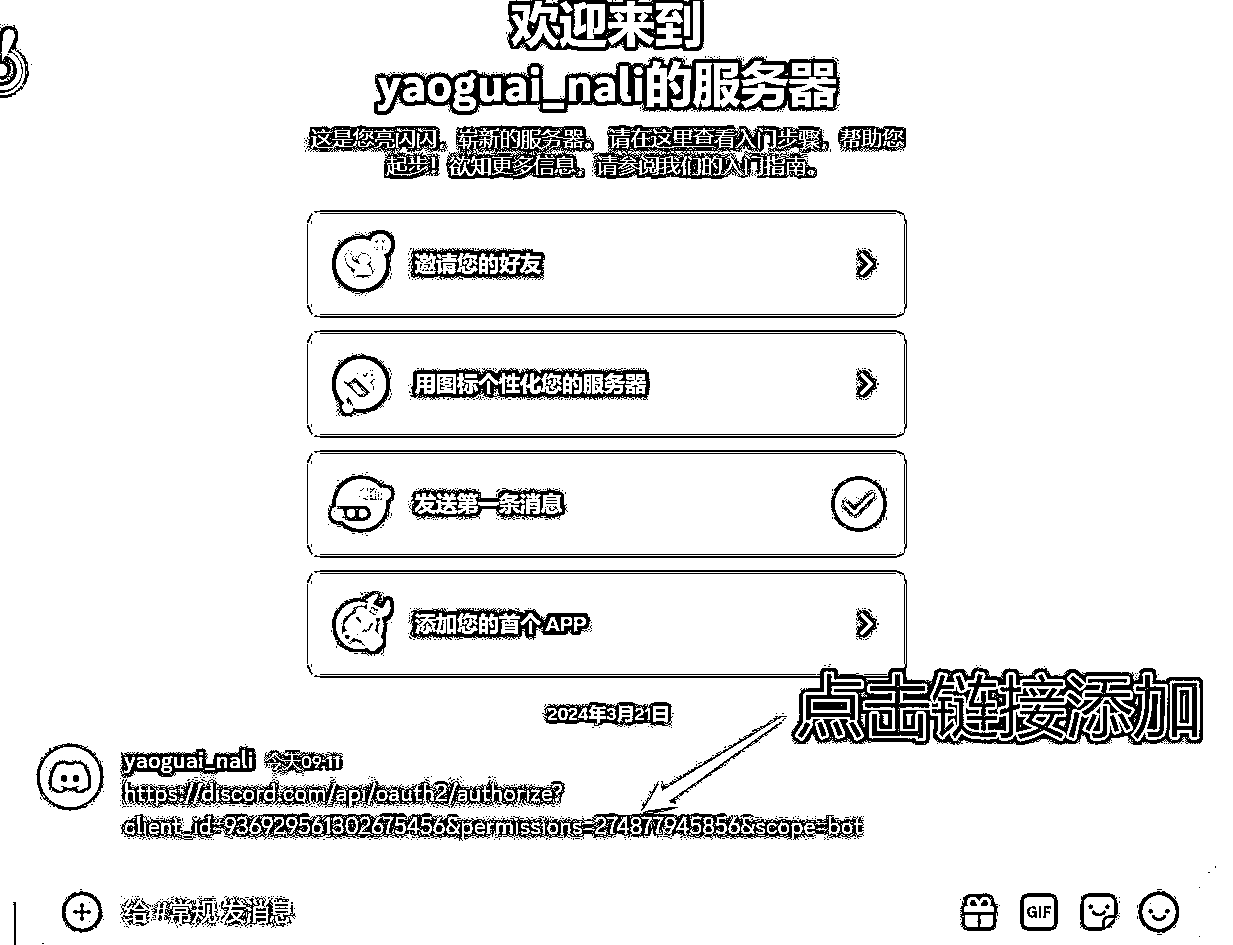 欢迎来到
yaoguai_nali的服务器
这是您亮闪闪、崭新的服务器。请在这里查看入门步骤，帮助您
起步！欲知更多信息，请参阅我们的入门指南。
邀请您的好友
用图标个性化您的服务器
发送第一条消息
添加您的首个 APP
点击链接添加
2024年3月21日
yaoguai_nali 今天09:11
https://discord.com/api/oauth2/authorize?
client_id=936929561302675456&permissions=274877945856&scope=bot
给 #常规 发消息
GIF